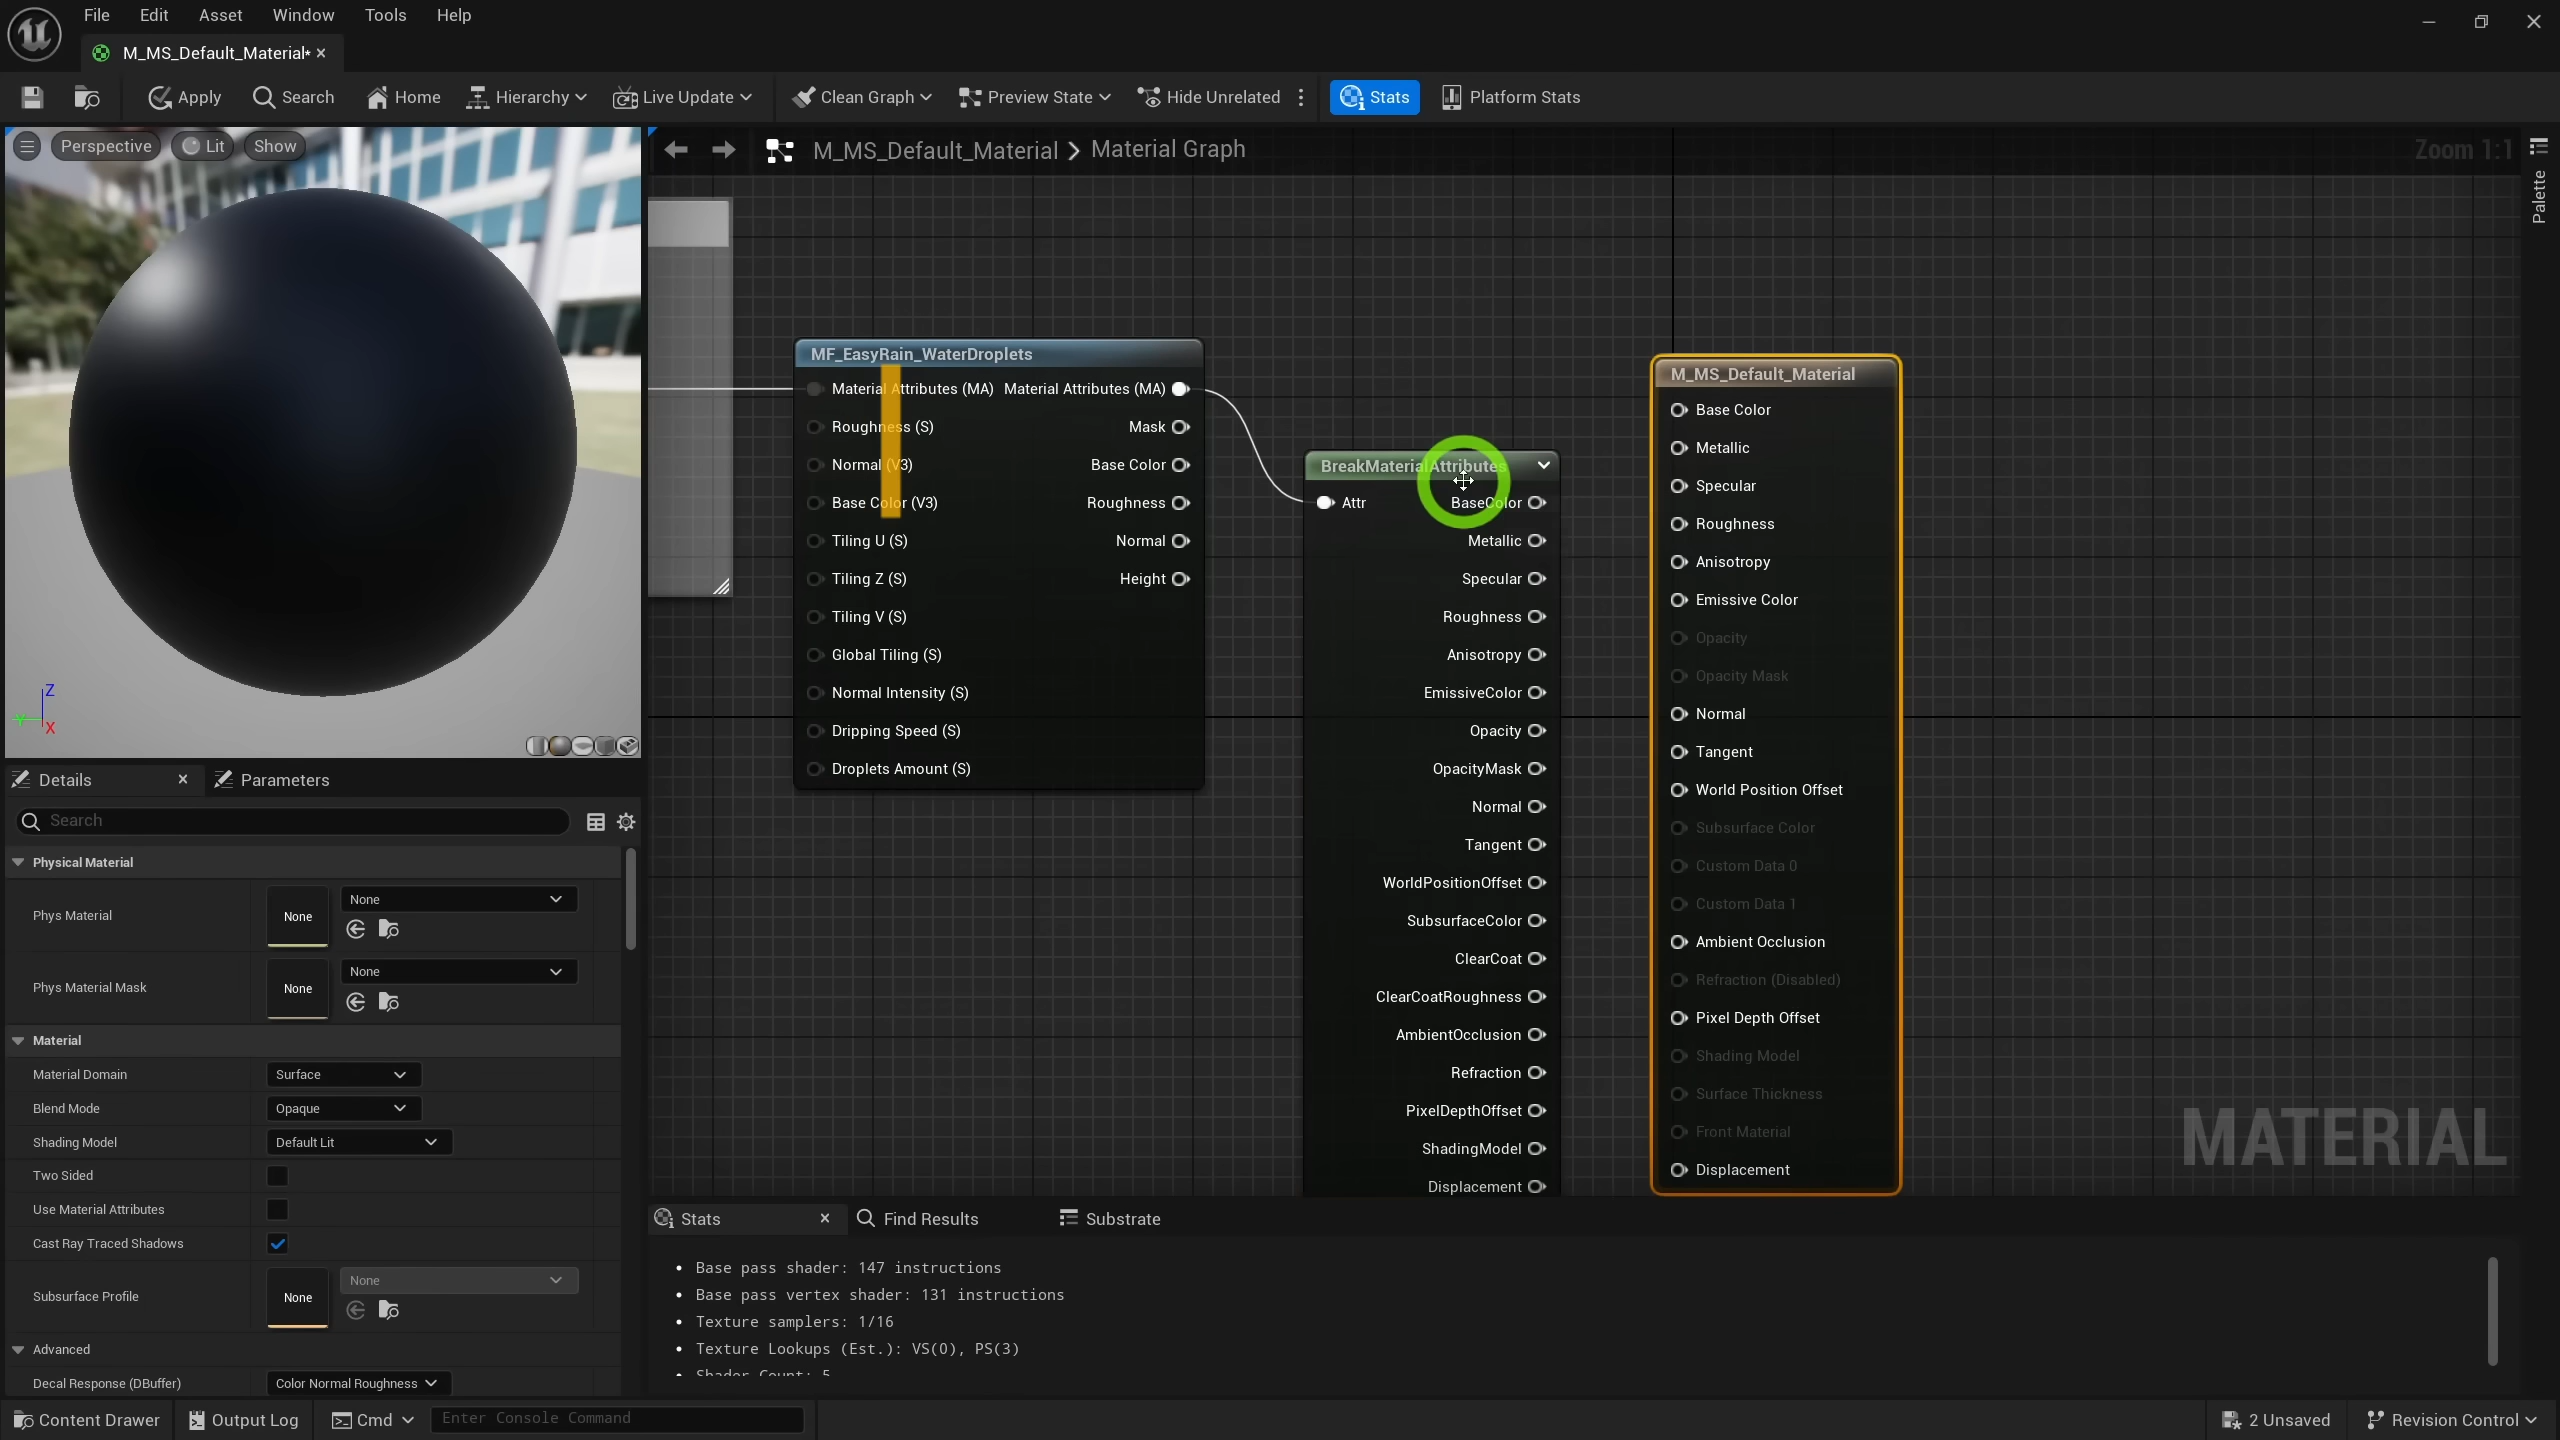 File Edit Asset Window Tools Help
M_MS_Default_Material*
Apply Search Home Hierarchy Live Update Clean Graph Preview State Hide Unrelated Stats Platform Stats
Perspective Lit Show
M_MS_Default_Material > Material Graph
Zoom 1:1
Palette
Z
Y
X
MF_EasyRain_WaterDroplets
Material Attributes (MA) Material Attributes (MA)
Roughness (S) Mask
Normal (V3) Base Color
Base Color (V3) Roughness
Tiling U (S) Normal
Tiling Z (S) Height
Tiling V (S)
Global Tiling (S)
Normal Intensity (S)
Dripping Speed (S)
Droplets Amount (S)
BreakMaterialAttributes
Attr BaseColor
Metallic
Specular
Roughness
Anisotropy
EmissiveColor
Opacity
OpacityMask
Normal
Tangent
WorldPositionOffset
SubsurfaceColor
ClearCoat
ClearCoatRoughness
AmbientOcclusion
Refraction
PixelDepthOffset
ShadingModel
Displacement
M_MS_Default_Material
Base Color
Metallic
Specular
Roughness
Anisotropy
Emissive Color
Opacity
Opacity Mask
Normal
Tangent
World Position Offset
Subsurface Color
Custom Data 0
Custom Data 1
Ambient Occlusion
Refraction (Disabled)
Pixel Depth Offset
Shading Model
Surface Thickness
Front Material
Displacement
MATERIAL
Details Parameters
Search
Physical Material
Phys Material None None
Phys Material Mask None None
Material
Material Domain Surface
Blend Mode Opaque
Shading Model Default Lit
Two Sided
Use Material Attributes
Cast Ray Traced Shadows
Subsurface Profile None None
Advanced
Decal Response (DBuffer) Color Normal Roughness
Stats Find Results Substrate
• Base pass shader: 147 instructions
• Base pass vertex shader: 131 instructions
• Texture samplers: 1/16
• Texture Lookups (Est.): VS(0), PS(3)
• Shader Count: 5
Content Drawer Output Log Cmd Enter Console Command 2 Unsaved Revision Control